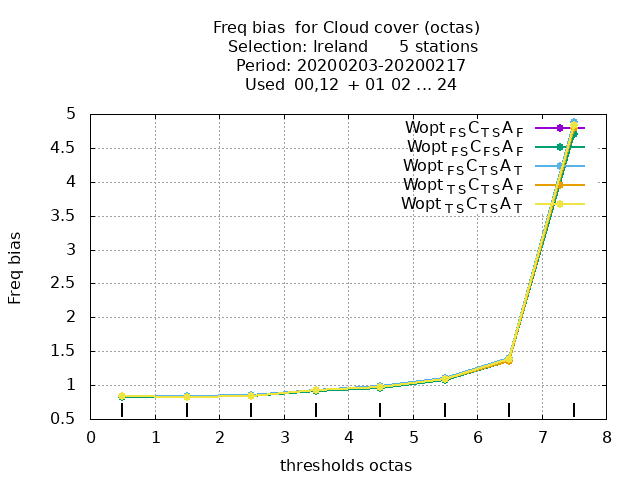 Freq bias  for Cloud cover (octas)
Selection: Ireland      5 stations
Period: 20200203-20200217
Used  00,12  + 01 02 ... 24
5
4.5
4
3.5
3
2.5
2
1.5
1
0.5
Freq bias
Wopt FS C TS A F
Wopt FS C FS A F
Wopt FS C TS A T
Wopt TS C TS A F
Wopt TS C TS A T
0 1 2 3 4 5 6 7 8
thresholds octas